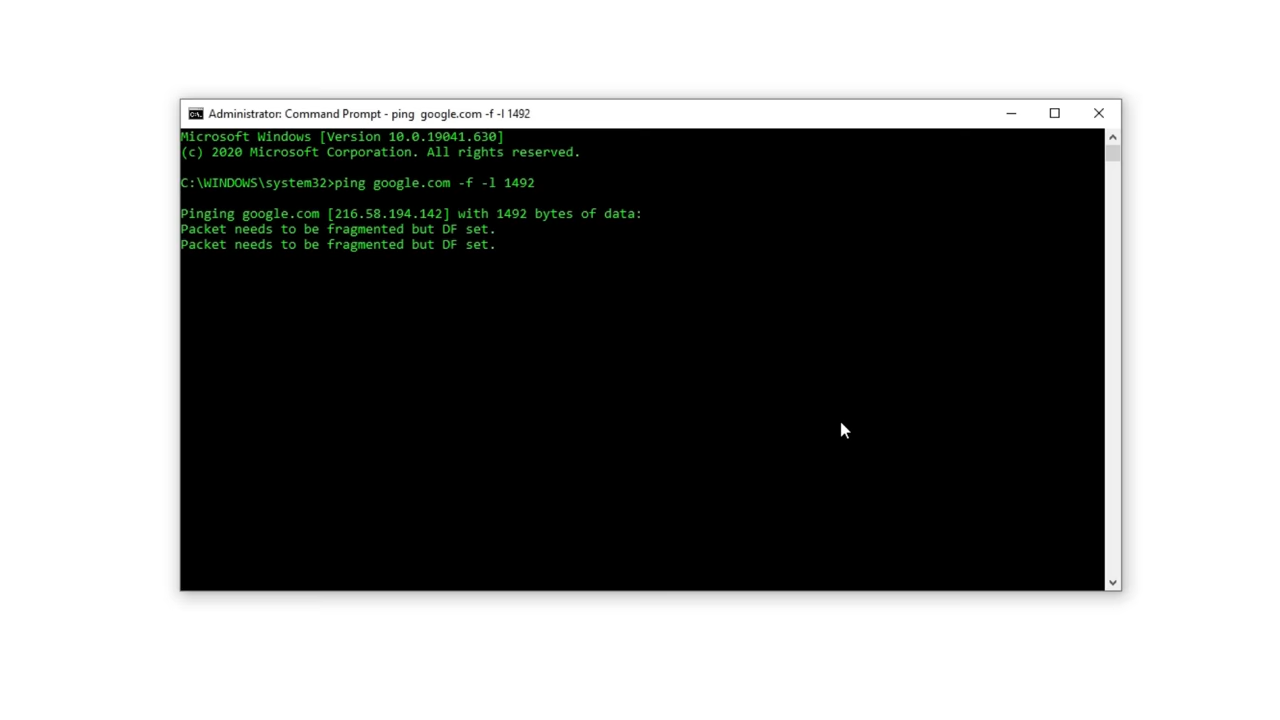 Administrator: Command Prompt - ping  google.com -f -l 1492
Microsoft Windows [Version 10.0.19041.630]
(c) 2020 Microsoft Corporation. All rights reserved.
C:\WINDOWS\system32>ping google.com -f -l 1492
Pinging google.com [216.58.194.142] with 1492 bytes of data:
Packet needs to be fragmented but DF set.
Packet needs to be fragmented but DF set.